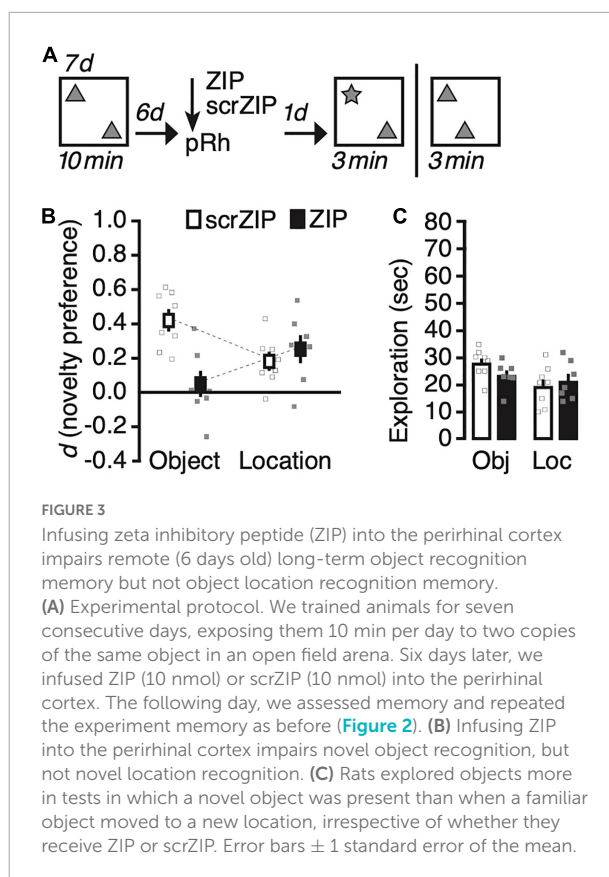 A
7d
ZIP
scrZIP
6d
1d
pRh
10 min
3 min
3 min
B
scrZIP
ZIP
C
d (novelty preference)
1.0
0.8
0.6
0.4
0.2
0.0
-0.2
-0.4
Object
Location
Exploration (sec)
80
70
60
50
40
30
20
10
0
Obj
Loc
FIGURE 3
Infusing zeta inhibitory peptide (ZIP) into the perirhinal cortex
impairs remote (6 days old) long-term object recognition
memory but not object location recognition memory.
(A) Experimental protocol. We trained animals for seven
consecutive days, exposing them 10 min per day to two copies
of the same object in an open field arena. Six days later, we
infused ZIP (10 nmol) or scrZIP (10 nmol) into the perirhinal
cortex. The following day, we assessed memory and repeated
the experiment memory as before (Figure 2). (B) Infusing ZIP
into the perirhinal cortex impairs novel object recognition, but
not novel location recognition. (C) Rats explored objects more
in tests in which a novel object was present than when a familiar
object moved to a new location, irrespective of whether they
receive ZIP or scrZIP. Error bars ± 1 standard error of the mean.